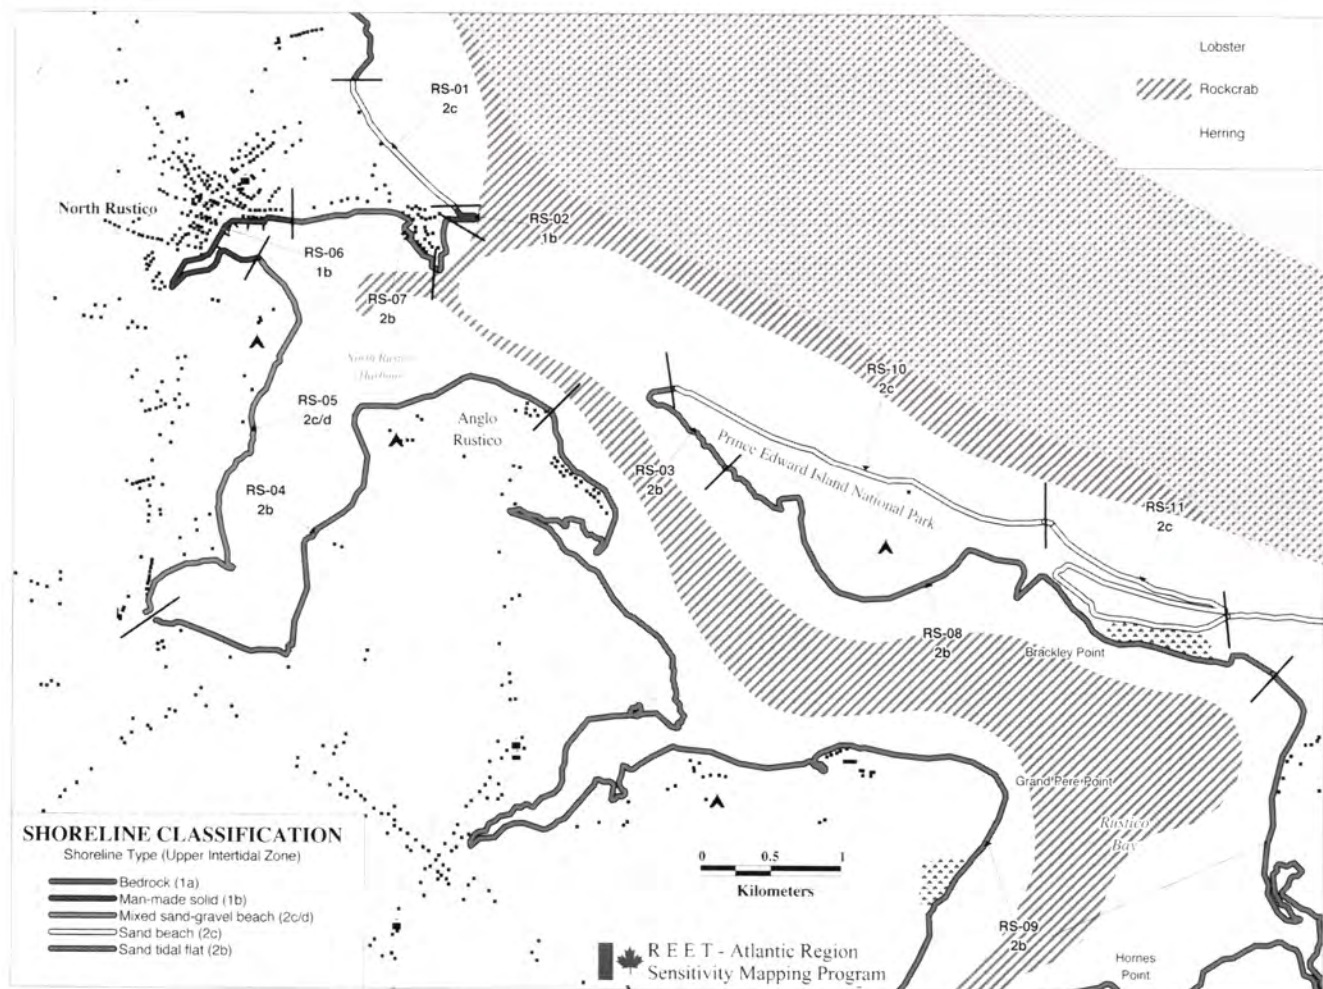 Lobster
Rockcrab
Herring
RS-01
2c
North Rustico
RS-02
1b
RS-06
1b
RS-07
2b
North Rustico
Harbour
RS-10
2c
RS-05
2c/d
Anglo
Rustico
Prince Edward Island National Park
RS-03
2b
RS-04
2b
RS-11
2c
RS-08
2b
Brackley Point
Grand Pere Point
Rustico
Bay
SHORELINE CLASSIFICATION
Shoreline Type (Upper Intertidal Zone)
Bedrock (1a)
Man-made solid (1b)
Mixed sand-gravel beach (2c/d)
Sand beach (2c)
Sand tidal flat (2b)
0 0.5 1
Kilometers
RS-09
2b
Hornes
Point
R E E T - Atlantic Region
Sensitivity Mapping Program